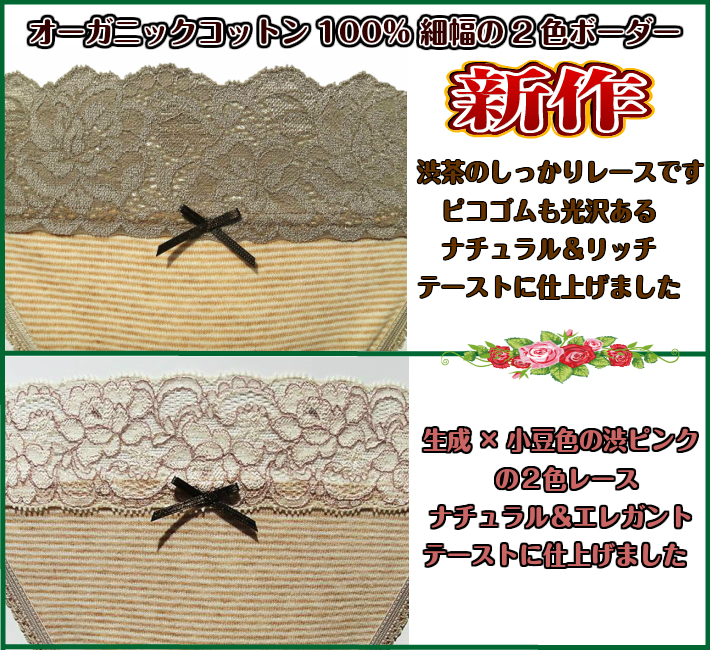 オーガニックコットン100%細幅の2色ボーダー
新作
渋茶のしっかりレースです
ピコゴムも光沢ある
ナチュラル&リッチ
テーストに仕上げました
生成×小豆色の渋ピンク
の2色レース
ナチュラル&エレガント
テーストに仕上げました